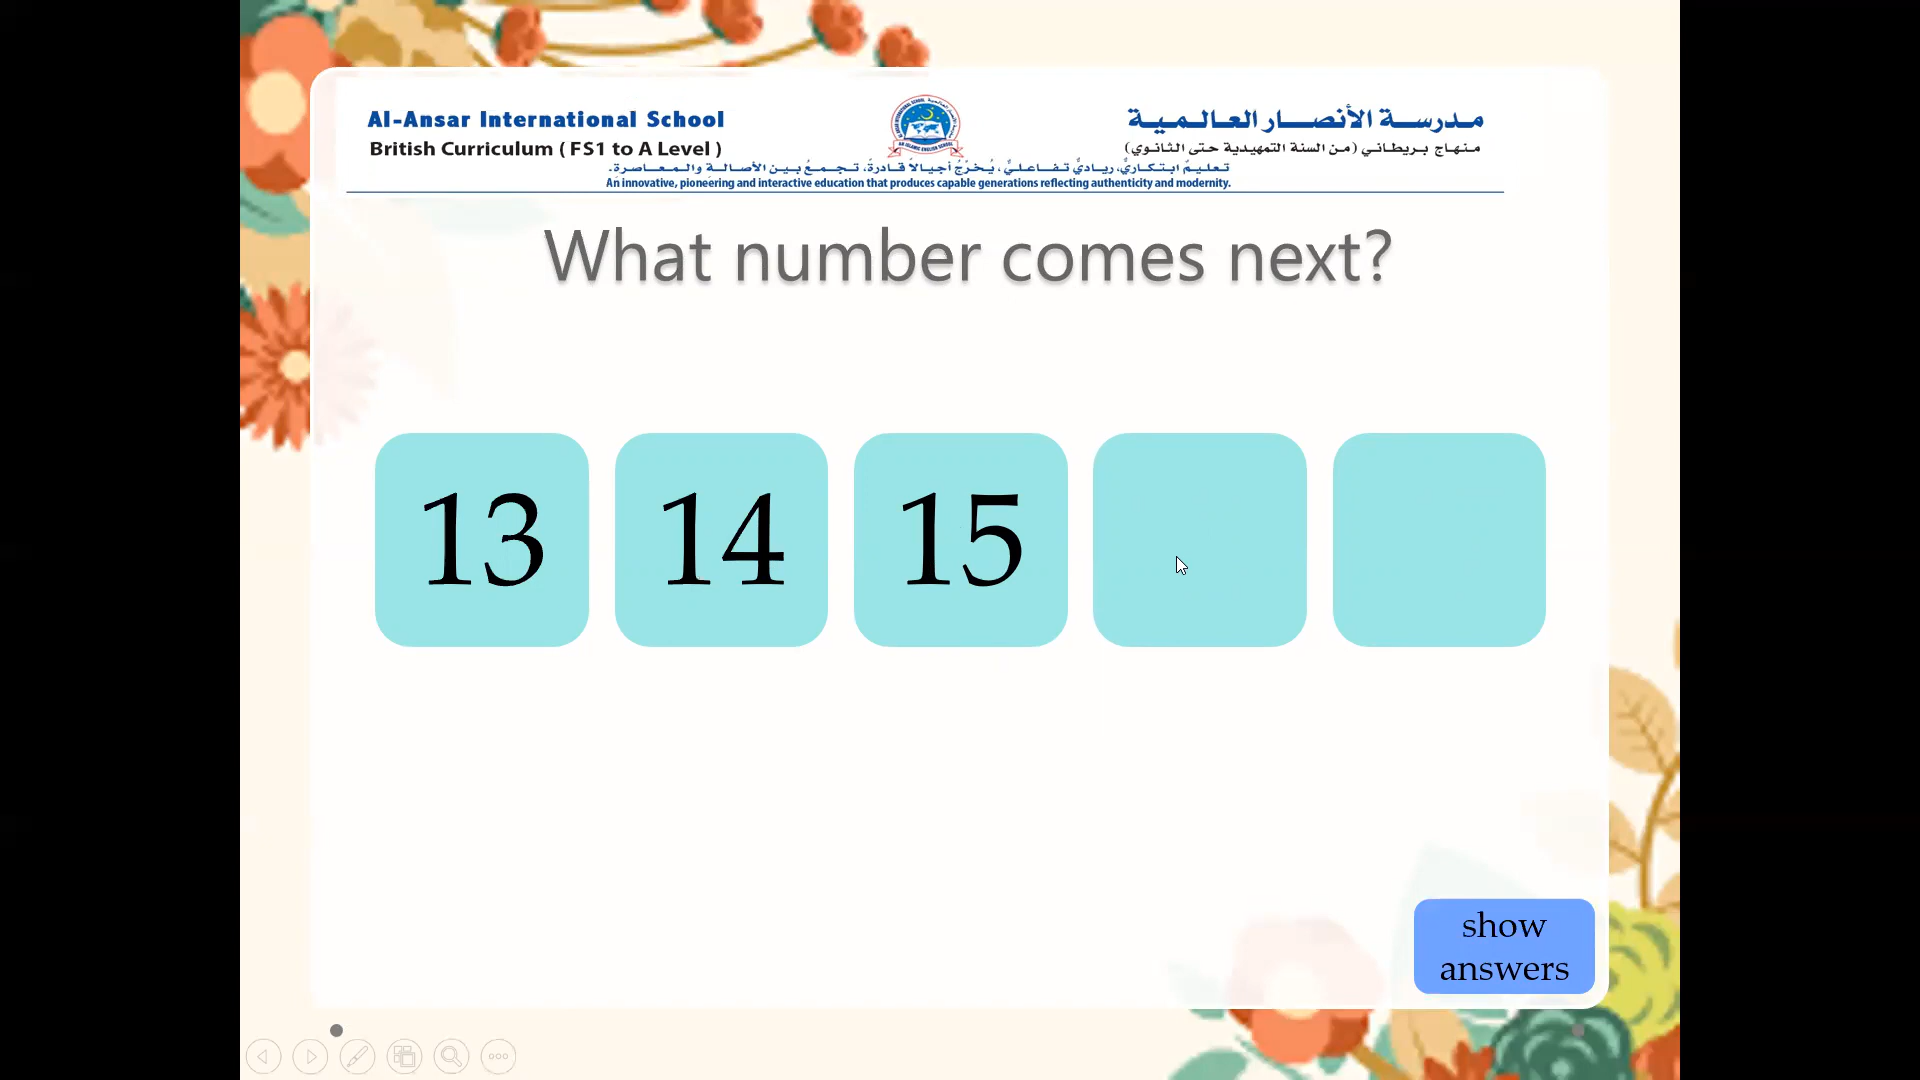 Al-Ansar International School
British Curriculum ( FS1 to A Level )
مدرسة الأنصار العالمية
منهاج بريطاني (من السنة التمهيدية حتى الثانوي)
تعليمٌ ابتكاريٌّ، رياديٌّ تفاعليٌّ، يُخرّجُ أجيالاً قادرةً، تجمعُ بين الأصالة والمعاصرة.
An innovative, pioneering and interactive education that produces capable generations reflecting authenticity and modernity.
What number comes next?
13 14 15
show
answers